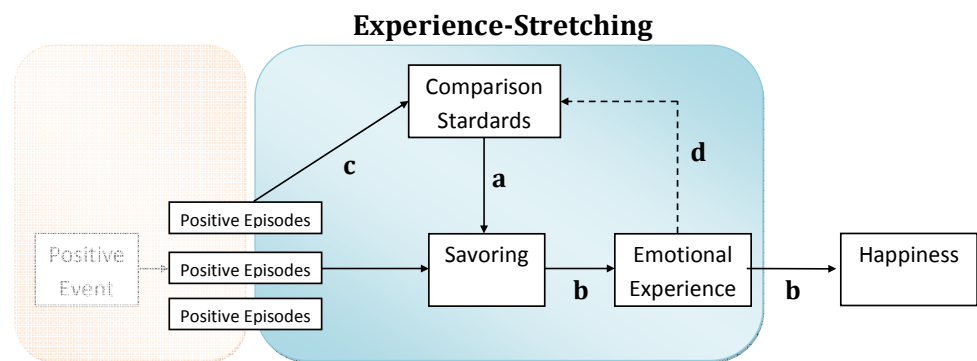 Experience-Stretching
Comparison
Stardards
c
a
d
Positive Episodes
Positive
Event
Positive Episodes
Savoring
b
Emotional
Experience
b
Happiness
Positive Episodes